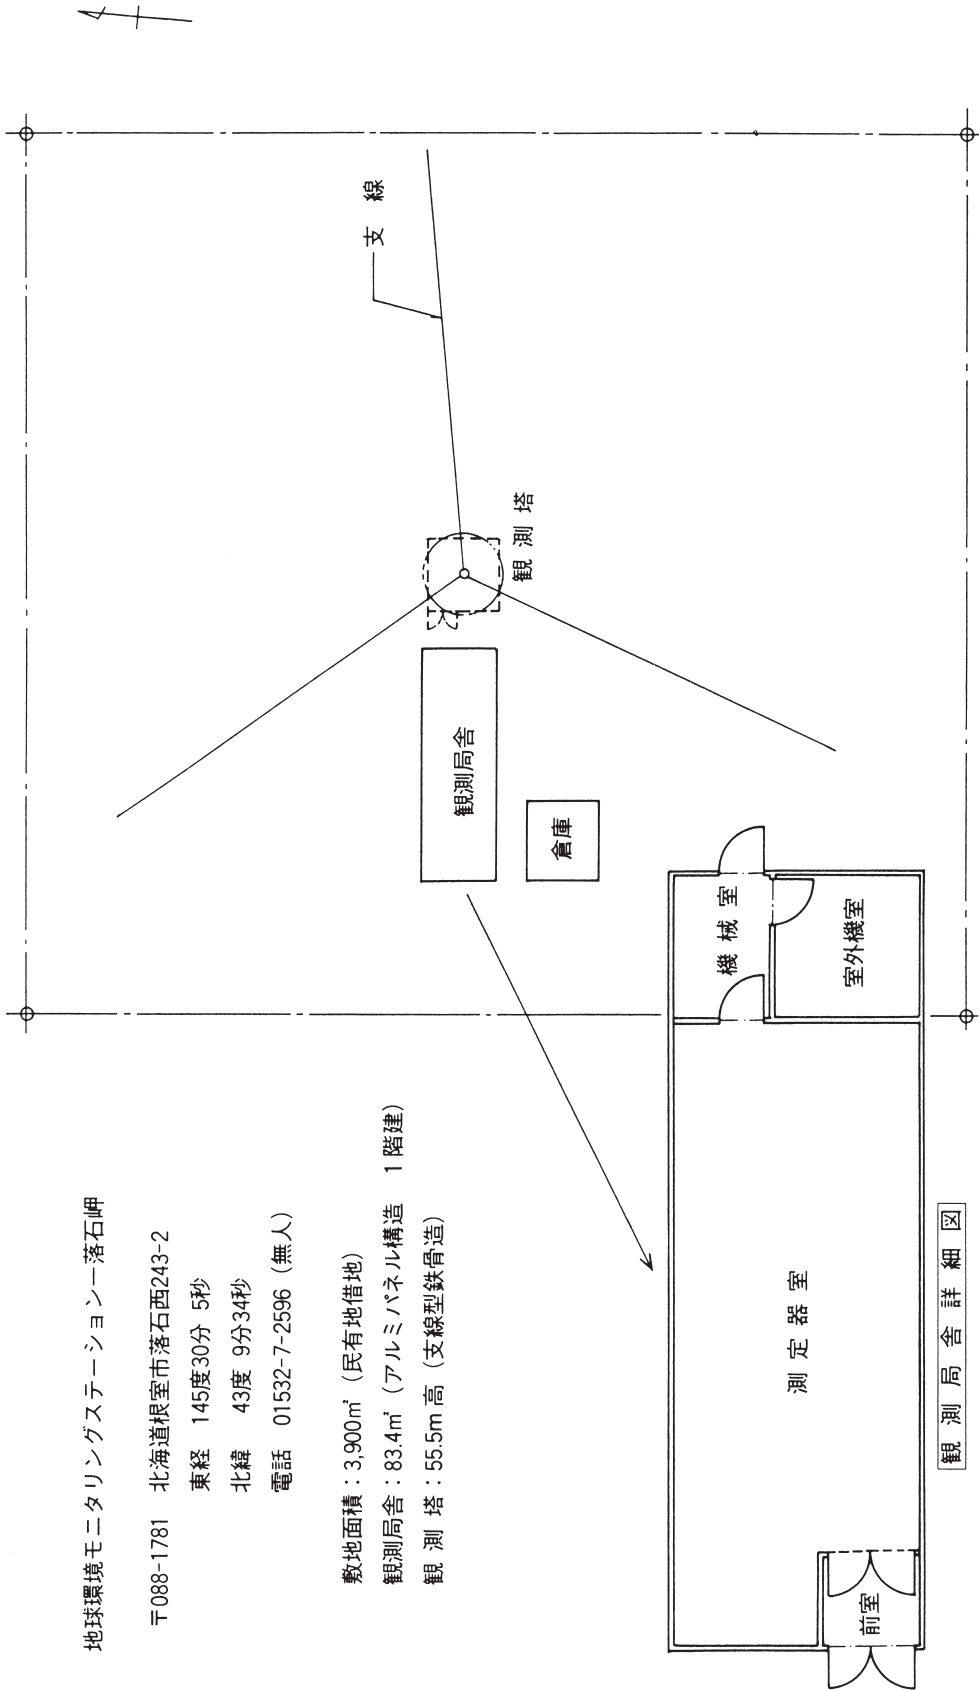 地球環境モニタリングステーション－落石岬
〒088-1781 北海道根室市落石西243-2
東経 145度30分 5秒
北緯 43度 9分34秒
電話 01532-7-2596（無人）
敷地面積：3,900㎡（民有地借地）
観測局舎：83.4㎡（アルミパネル構造 1階建）
観測塔：55.5m高（支線型鉄骨造）
支線
観測塔
観測局舎
倉庫
機械室
室外機室
測定器室
前室
観測局舎詳細図